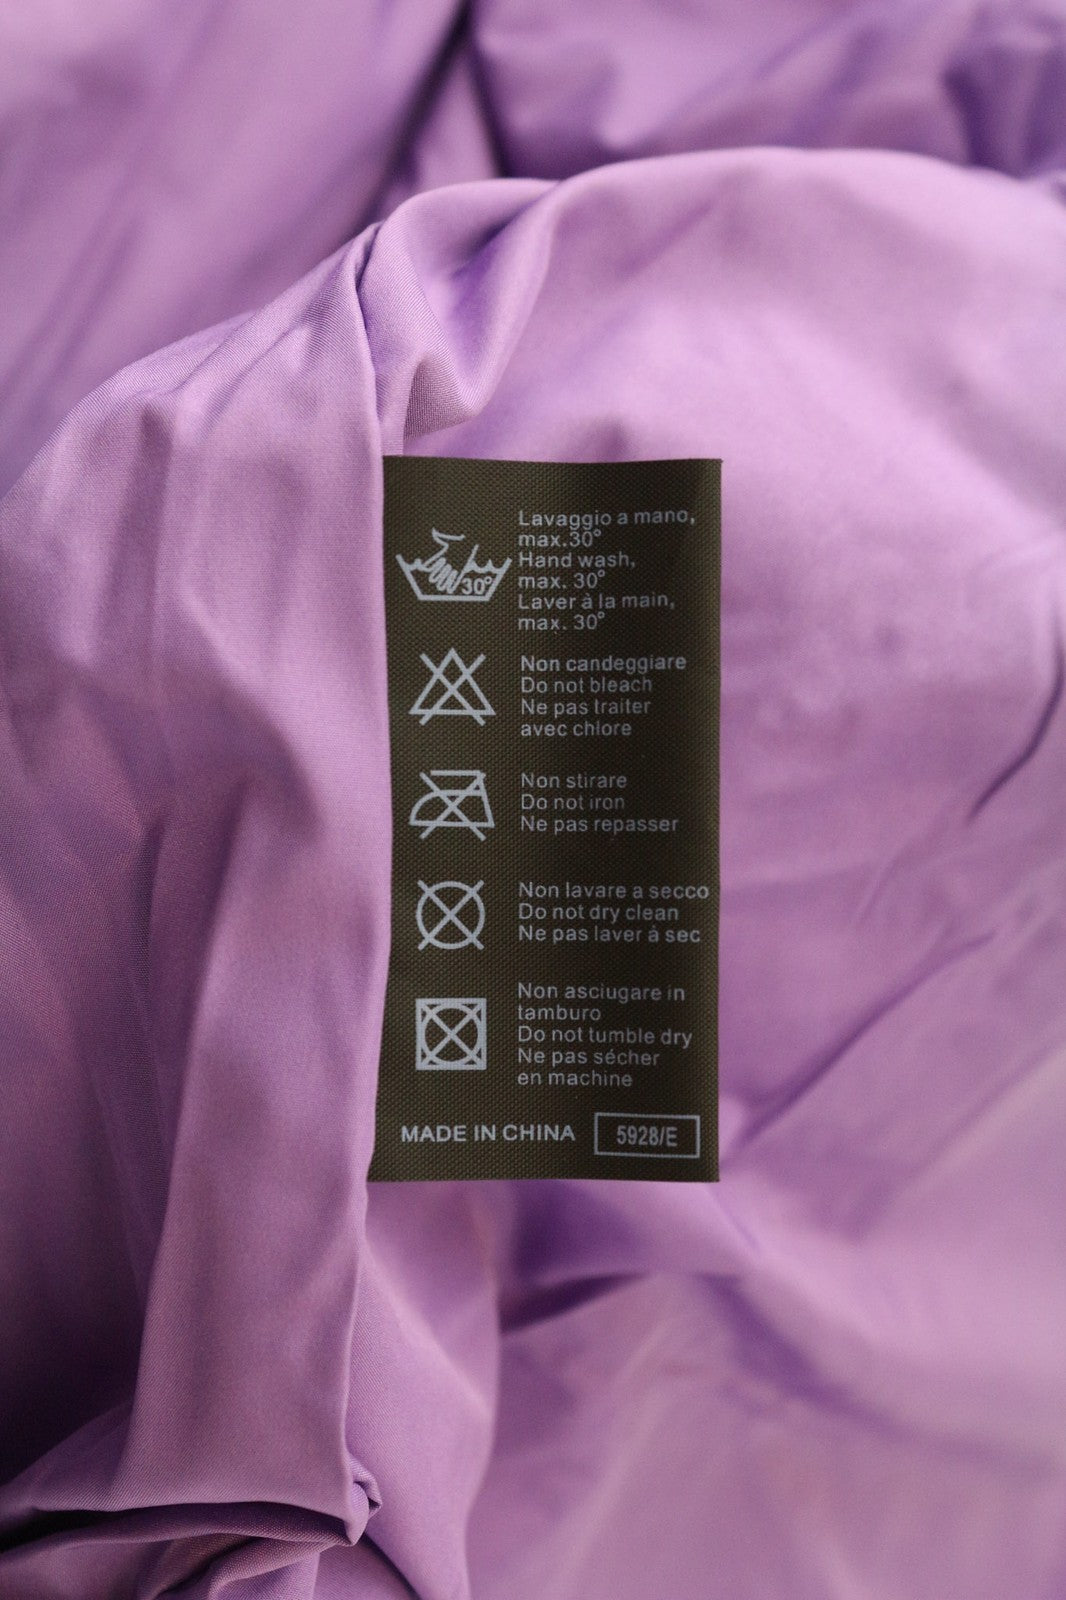 Lavaggio a mano,
max.30°
Hand wash,
30° max. 30°
Laver à la main,
max. 30°
Non candeggiare
Do not bleach
Ne pas traiter
avec chlore
Non stirare
Do not iron
Ne pas repasser
Non lavare a secco
Do not dry clean
Ne pas laver á sec
Non asciugare in
tamburo
Do not tumble dry
Ne pas sécher
en machine
MADE IN CHINA 5928/E